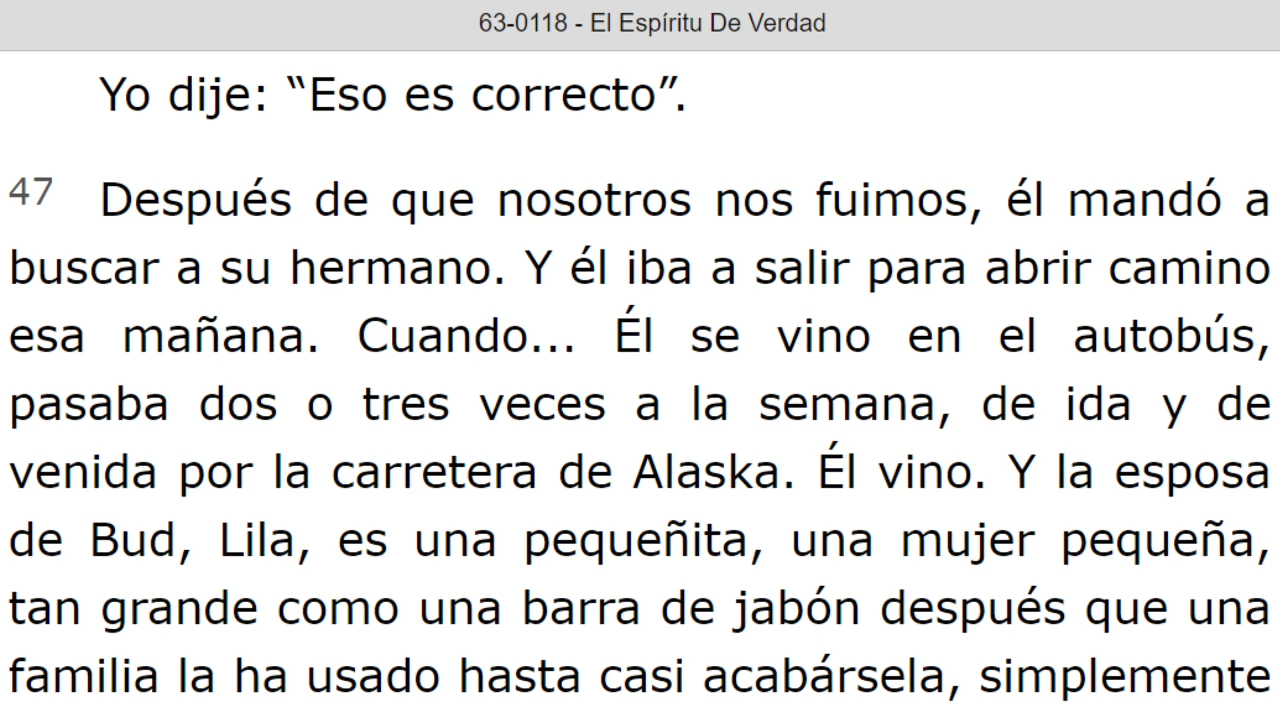 63-0118 - El Espíritu De Verdad
Yo dije: “Eso es correcto”.
47 Después de que nosotros nos fuimos, él mandó a
buscar a su hermano. Y él iba a salir para abrir camino
esa mañana. Cuando... Él se vino en el autobús,
pasaba dos o tres veces a la semana, de ida y de
venida por la carretera de Alaska. Él vino. Y la esposa
de Bud, Lila, es una pequeñita, una mujer pequeña,
tan grande como una barra de jabón después que una
familia la ha usado hasta casi acabársela, simplemente